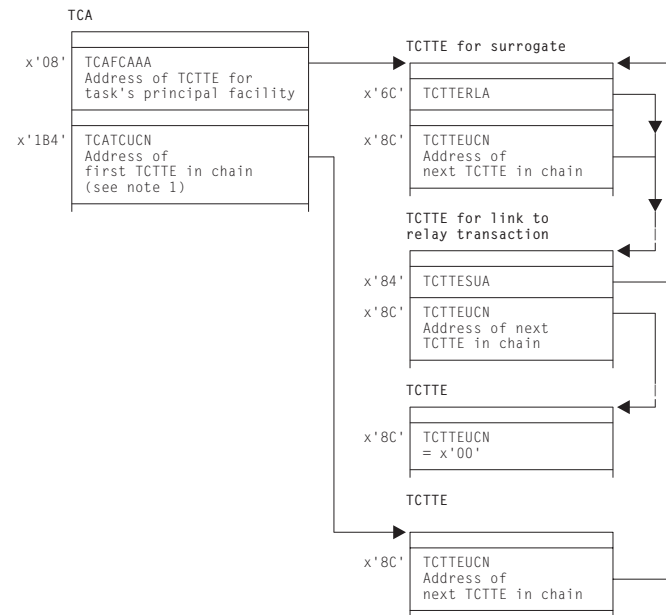 TCA
x'08'
TCAFCAAA
Address of TCTTE for
task's principal facility
x'1B4'
TCATCUCN
Address of
first TCTTE in chain
(see note 1)
TCTTE for surrogate
x'6C'
TCTTERLA
x'8C'
TCTTEUCN
Address of
next TCTTE in chain
TCTTE for link to
relay transaction
x'84'
TCTTESUA
x'8C'
TCTTEUCN
Address of next
TCTTE in chain
TCTTE
x'8C'
TCTTEUCN
= x'00'
TCTTE
x'8C'
TCTTEUCN
Address of
next TCTTE in chain